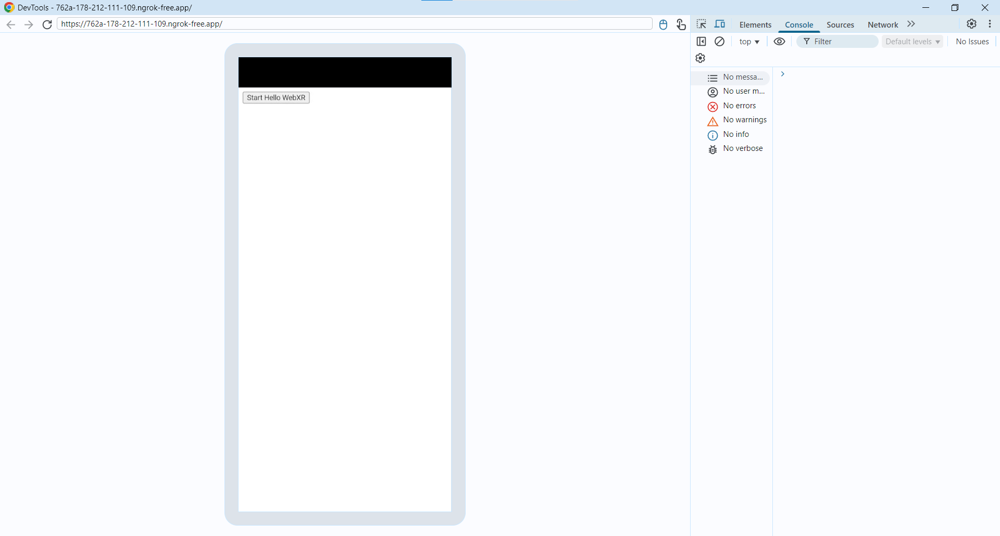 DevTools - 762a-178-212-111-109.ngrok-free.app/
https://762a-178-212-111-109.ngrok-free.app/
Elements Console Sources Network
top Filter Default levels No Issues
No messa...
No user m...
No errors
No warnings
No info
No verbose
Start Hello WebXR